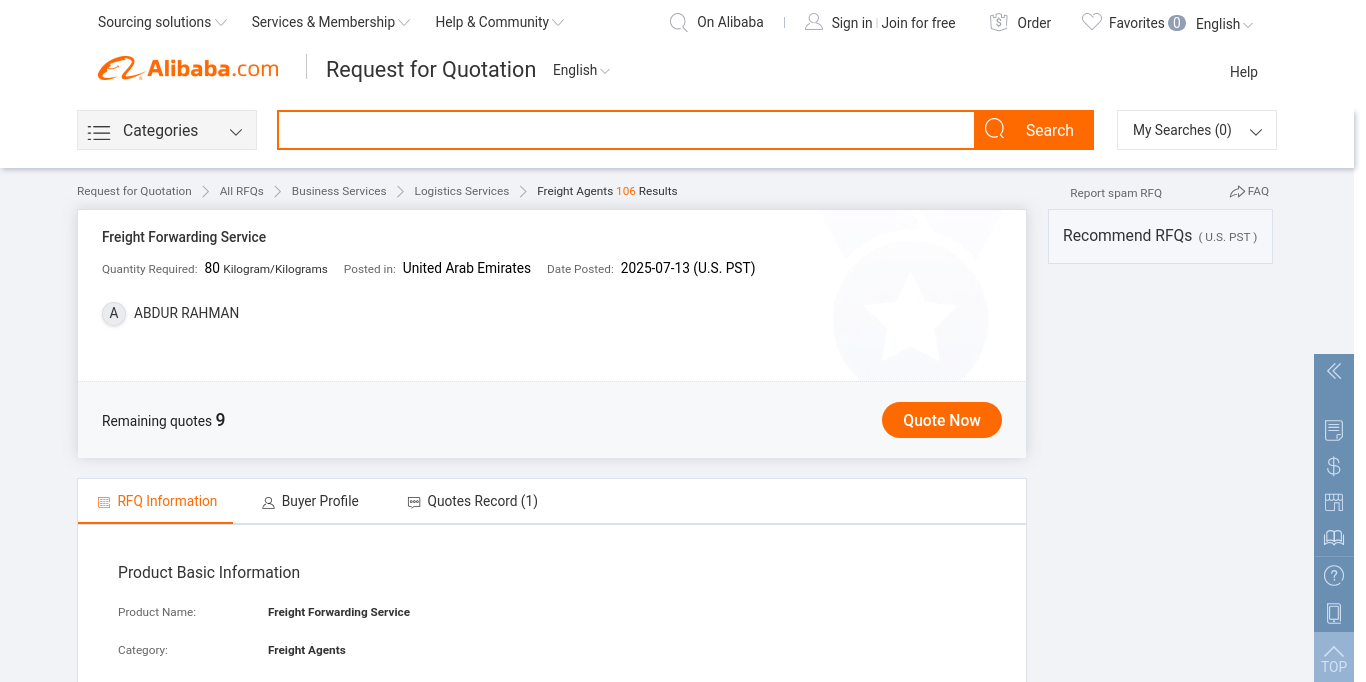 Sourcing solutions Services & Membership Help & Community On Alibaba Sign in Join for free Order Favorites 0 English
Alibaba.com Request for Quotation English Help
Categories Search My Searches (0)
Request for Quotation All RFQs Business Services Logistics Services Freight Agents 106 Results Report spam RFQ FAQ
Freight Forwarding Service
Recommend RFQs ( U.S. PST )
Quantity Required: 80 Kilogram/Kilograms Posted in: United Arab Emirates Date Posted: 2025-07-13 (U.S. PST)
A ABDUR RAHMAN
Remaining quotes 9 Quote Now
RFQ Information Buyer Profile Quotes Record (1)
Product Basic Information
Product Name: Freight Forwarding Service
Category: Freight Agents
TOP